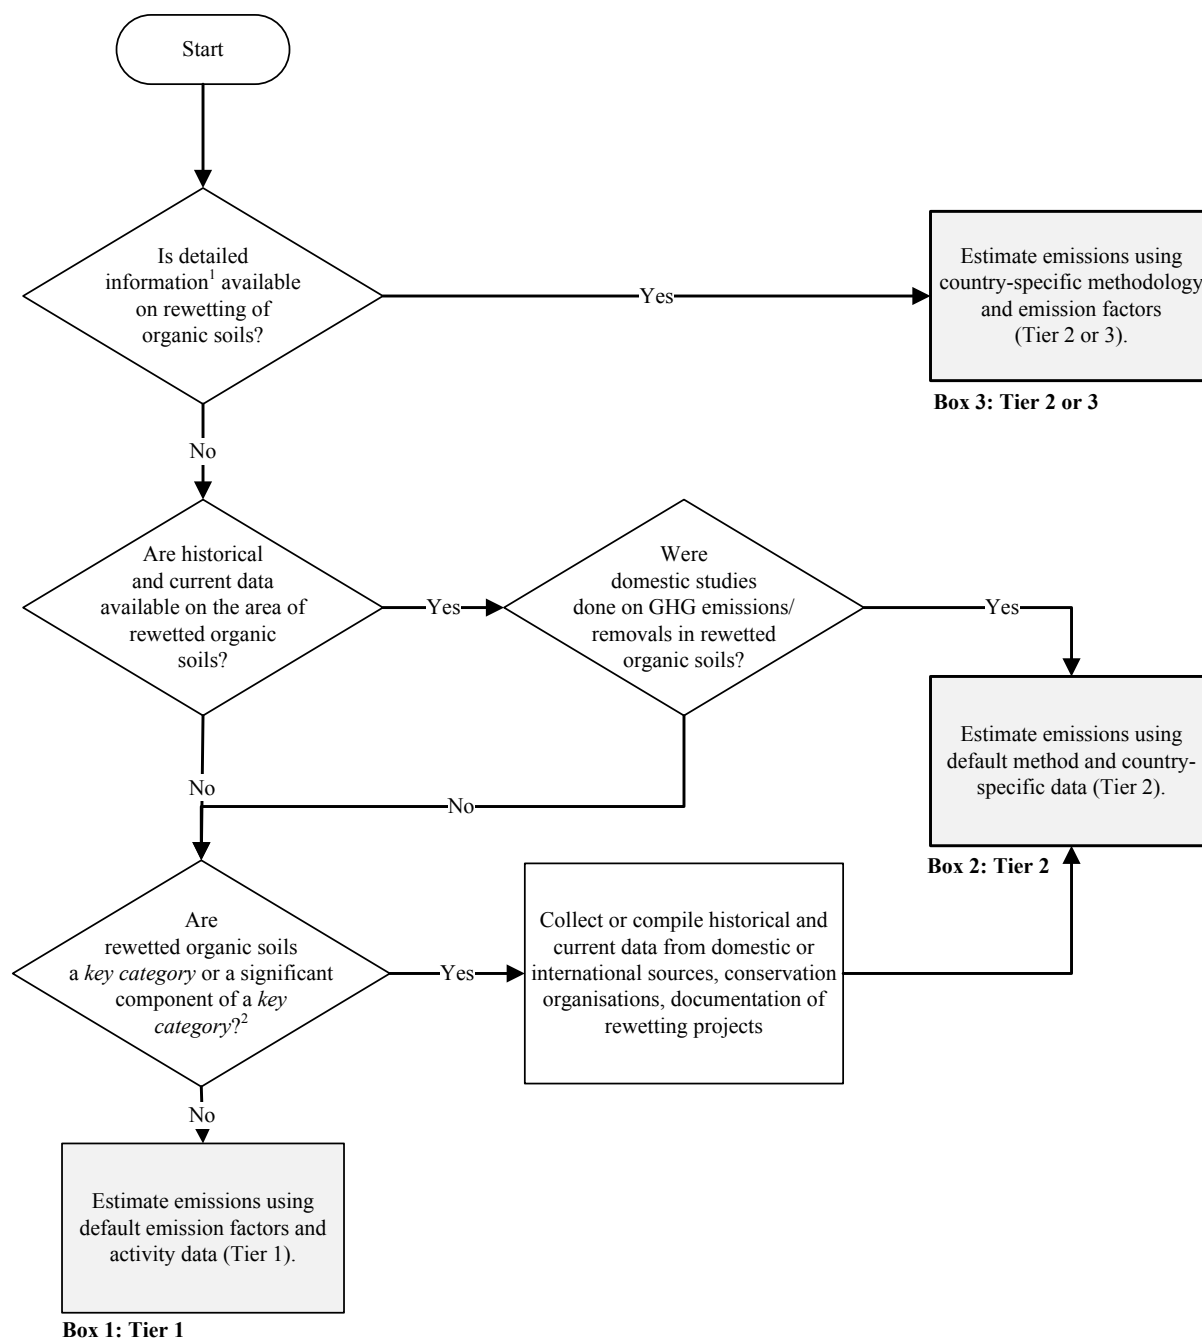 Start
Is detailed
information¹ available
on rewetting of
organic soils?
Yes
Estimate emissions using
country-specific methodology
and emission factors
(Tier 2 or 3).
Box 3: Tier 2 or 3
No
Are historical
and current data
available on the area of
rewetted organic
soils?
Yes
Were
domestic studies
done on GHG emissions/
removals in rewetted
organic soils?
Yes
Estimate emissions using
default method and country-
specific data (Tier 2).
Box 2: Tier 2
No
No
Are
rewetted organic soils
a key category or a significant
component of a key
category?²
Yes
Collect or compile historical and
current data from domestic or
international sources, conservation
organisations, documentation of
rewetting projects
No
Estimate emissions using
default emission factors and
activity data (Tier 1).
Box 1: Tier 1